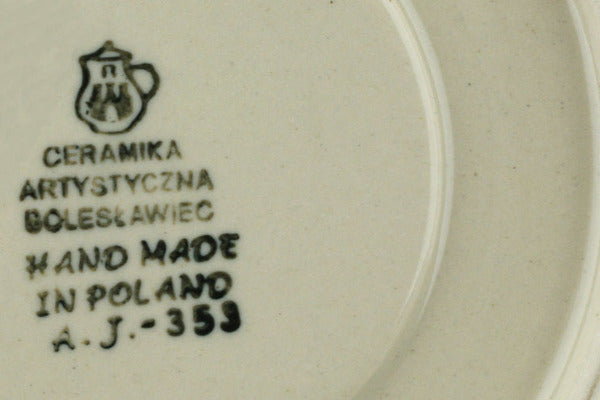 CERAMIKA
ARTYSTYCZNA
BOLESŁAWIEC
HAND MADE
IN POLAND
A.J.-353